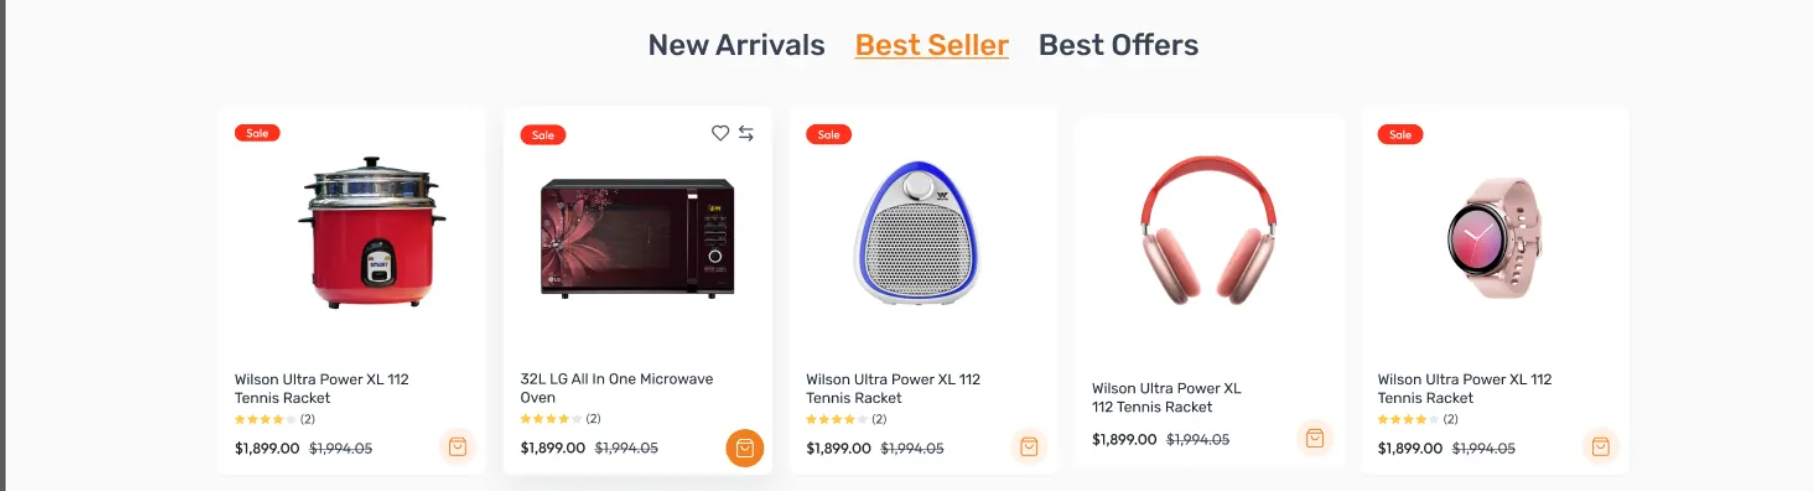 New Arrivals Best Seller Best Offers
Sale
Wilson Ultra Power XL 112
Tennis Racket
(2)
$1,899.00 $1,994.05
Sale
LG
32L LG All In One Microwave
Oven
(2)
$1,899.00 $1,994.05
Sale
Wilson Ultra Power XL 112
Tennis Racket
(2)
$1,899.00 $1,994.05
Wilson Ultra Power XL
112 Tennis Racket
$1,899.00 $1,994.05
Sale
Wilson Ultra Power XL 112
Tennis Racket
(2)
$1,899.00 $1,994.05